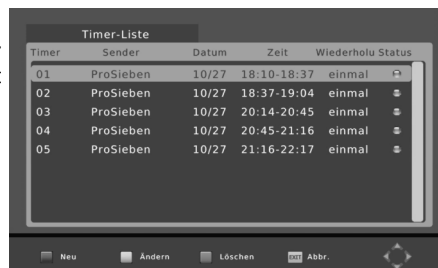 Timer-Liste
Timer Sender Datum Zeit Wiederholu Status
01 ProSieben 10/27 18:10-18:37 einmal
02 ProSieben 10/27 18:37-19:04 einmal
03 ProSieben 10/27 20:14-20:45 einmal
04 ProSieben 10/27 20:45-21:16 einmal
05 ProSieben 10/27 21:16-22:17 einmal
Neu Ändern Löschen EXIT Abbr.